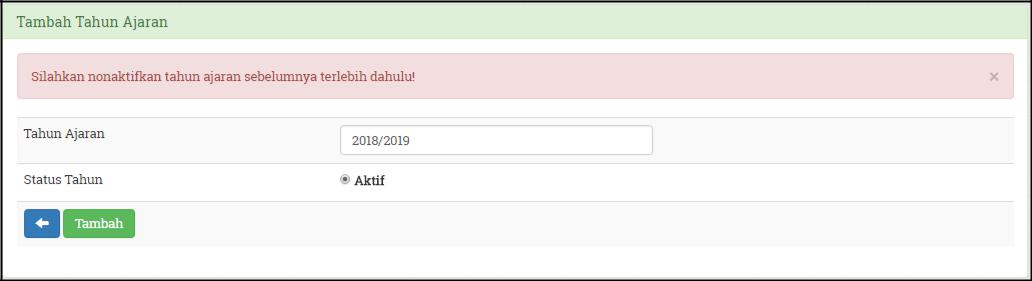 Tambah Tahun Ajaran
Silahkan nonaktifkan tahun ajaran sebelumnya terlebih dahulu! ×
Tahun Ajaran 2018/2019
Status Tahun Aktif
Tambah